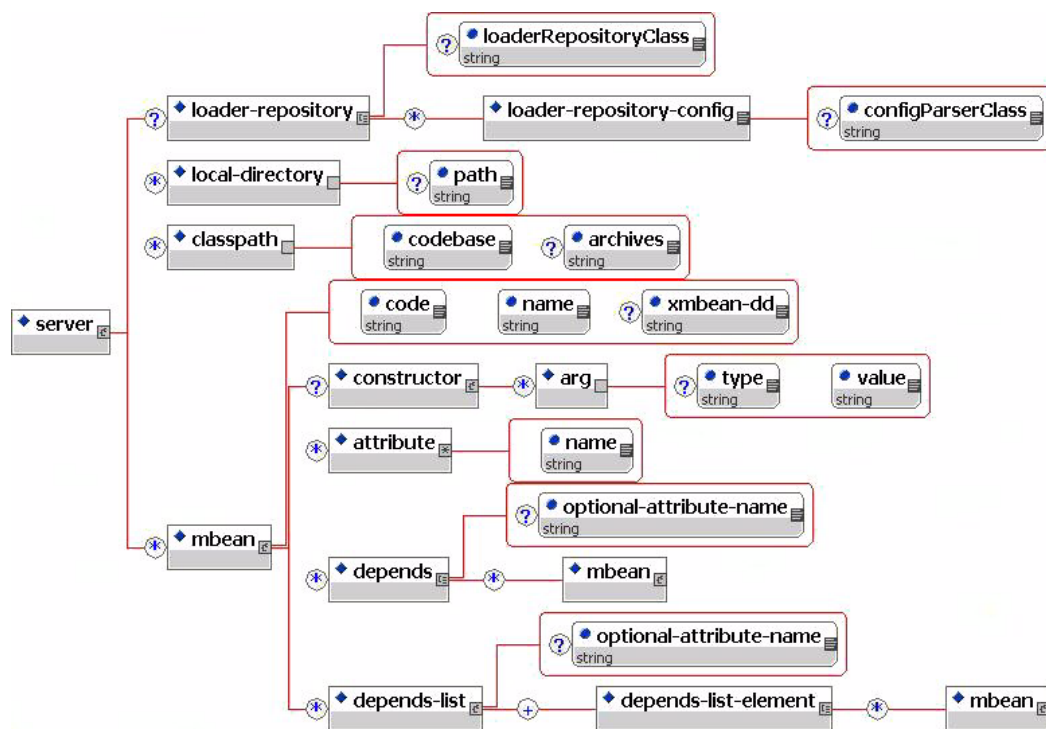 ? loaderRepositoryClass
string
? loader-repository * loader-repository-config ? configParserClass
string
* local-directory ? path
string
* classpath codebase ? archives
string string
code name ? xmbean-dd
string string string
server
? constructor * arg ? type value
string string
* attribute name
string
? optional-attribute-name
string
* mbean
* depends * mbean
? optional-attribute-name
string
* depends-list + depends-list-element * mbean